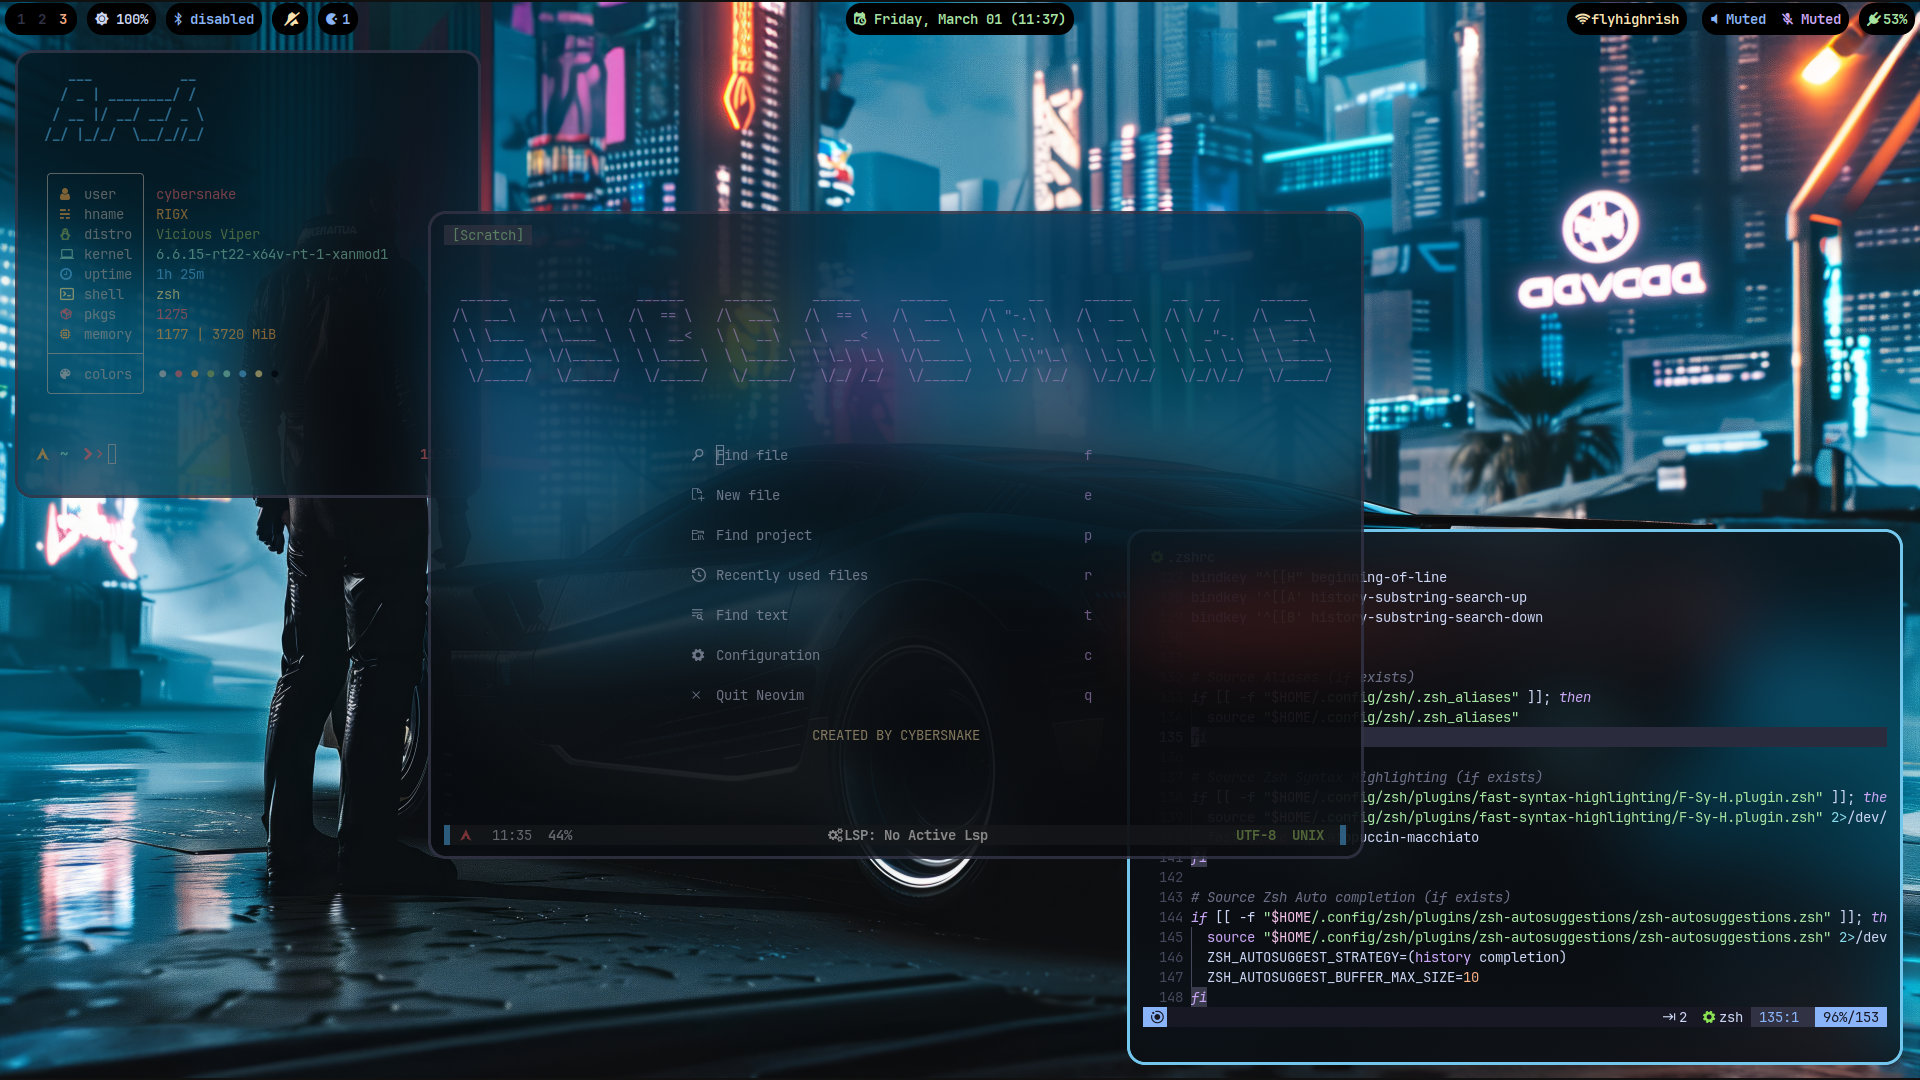 1 2 3 100% disabled 1 Friday, March 01 (11:37) flyhighrish Muted Muted 53%
user cybersnake
hname RIGX
distro Vicious Viper
kernel 6.6.15-rt22-x64v-rt-1-xanmod1
uptime 1h 25m
shell zsh
pkgs 1275
memory 1177 | 3720 MiB
colors
~
1
[Scratch]
CYBERSNAKE
Find file f
New file e
Find project p
Recently used files r
Find text t
Configuration c
Quit Neovim q
CREATED BY CYBERSNAKE
11:35 44% LSP: No Active Lsp UTF-8 UNIX
.zshrc
bindkey "^[[H" beginning-of-line
bindkey '^[[A' history-substring-search-up
bindkey '^[[B' history-substring-search-down
# Source Aliases (if exists)
if [[ -f "$HOME/.config/zsh/.zsh_aliases" ]]; then
source "$HOME/.config/zsh/.zsh_aliases"
135 fi
# Source Zsh Syntax Highlighting (if exists)
if [[ -f "$HOME/.config/zsh/plugins/fast-syntax-highlighting/F-Sy-H.plugin.zsh" ]]; the
source "$HOME/.config/zsh/plugins/fast-syntax-highlighting/F-Sy-H.plugin.zsh" 2>/dev/
ppuccin-macchiato
141 fi
142
143 # Source Zsh Auto completion (if exists)
144 if [[ -f "$HOME/.config/zsh/plugins/zsh-autosuggestions/zsh-autosuggestions.zsh" ]]; th
145 source "$HOME/.config/zsh/plugins/zsh-autosuggestions/zsh-autosuggestions.zsh" 2>/dev
146 ZSH_AUTOSUGGEST_STRATEGY=(history completion)
147 ZSH_AUTOSUGGEST_BUFFER_MAX_SIZE=10
148 fi
2 zsh 135:1 96%/153